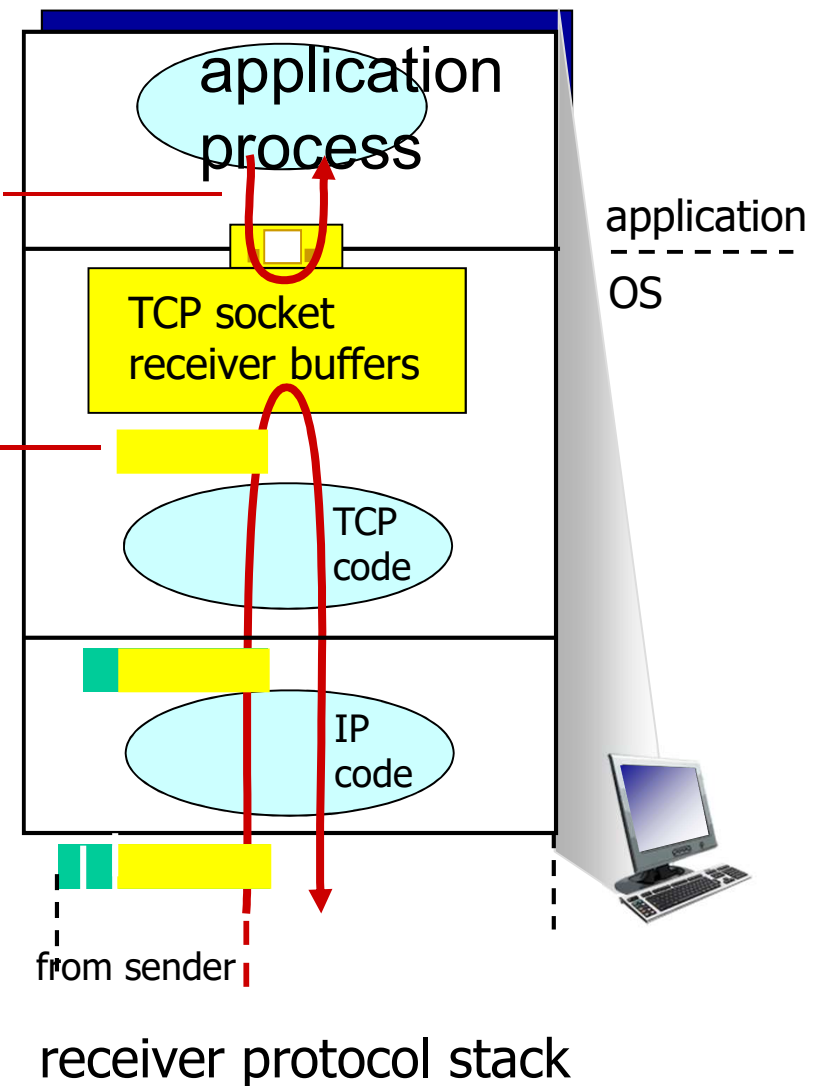 application
process
application
OS
TCP socket
receiver buffers
TCP
code
IP
code
from sender
receiver protocol stack